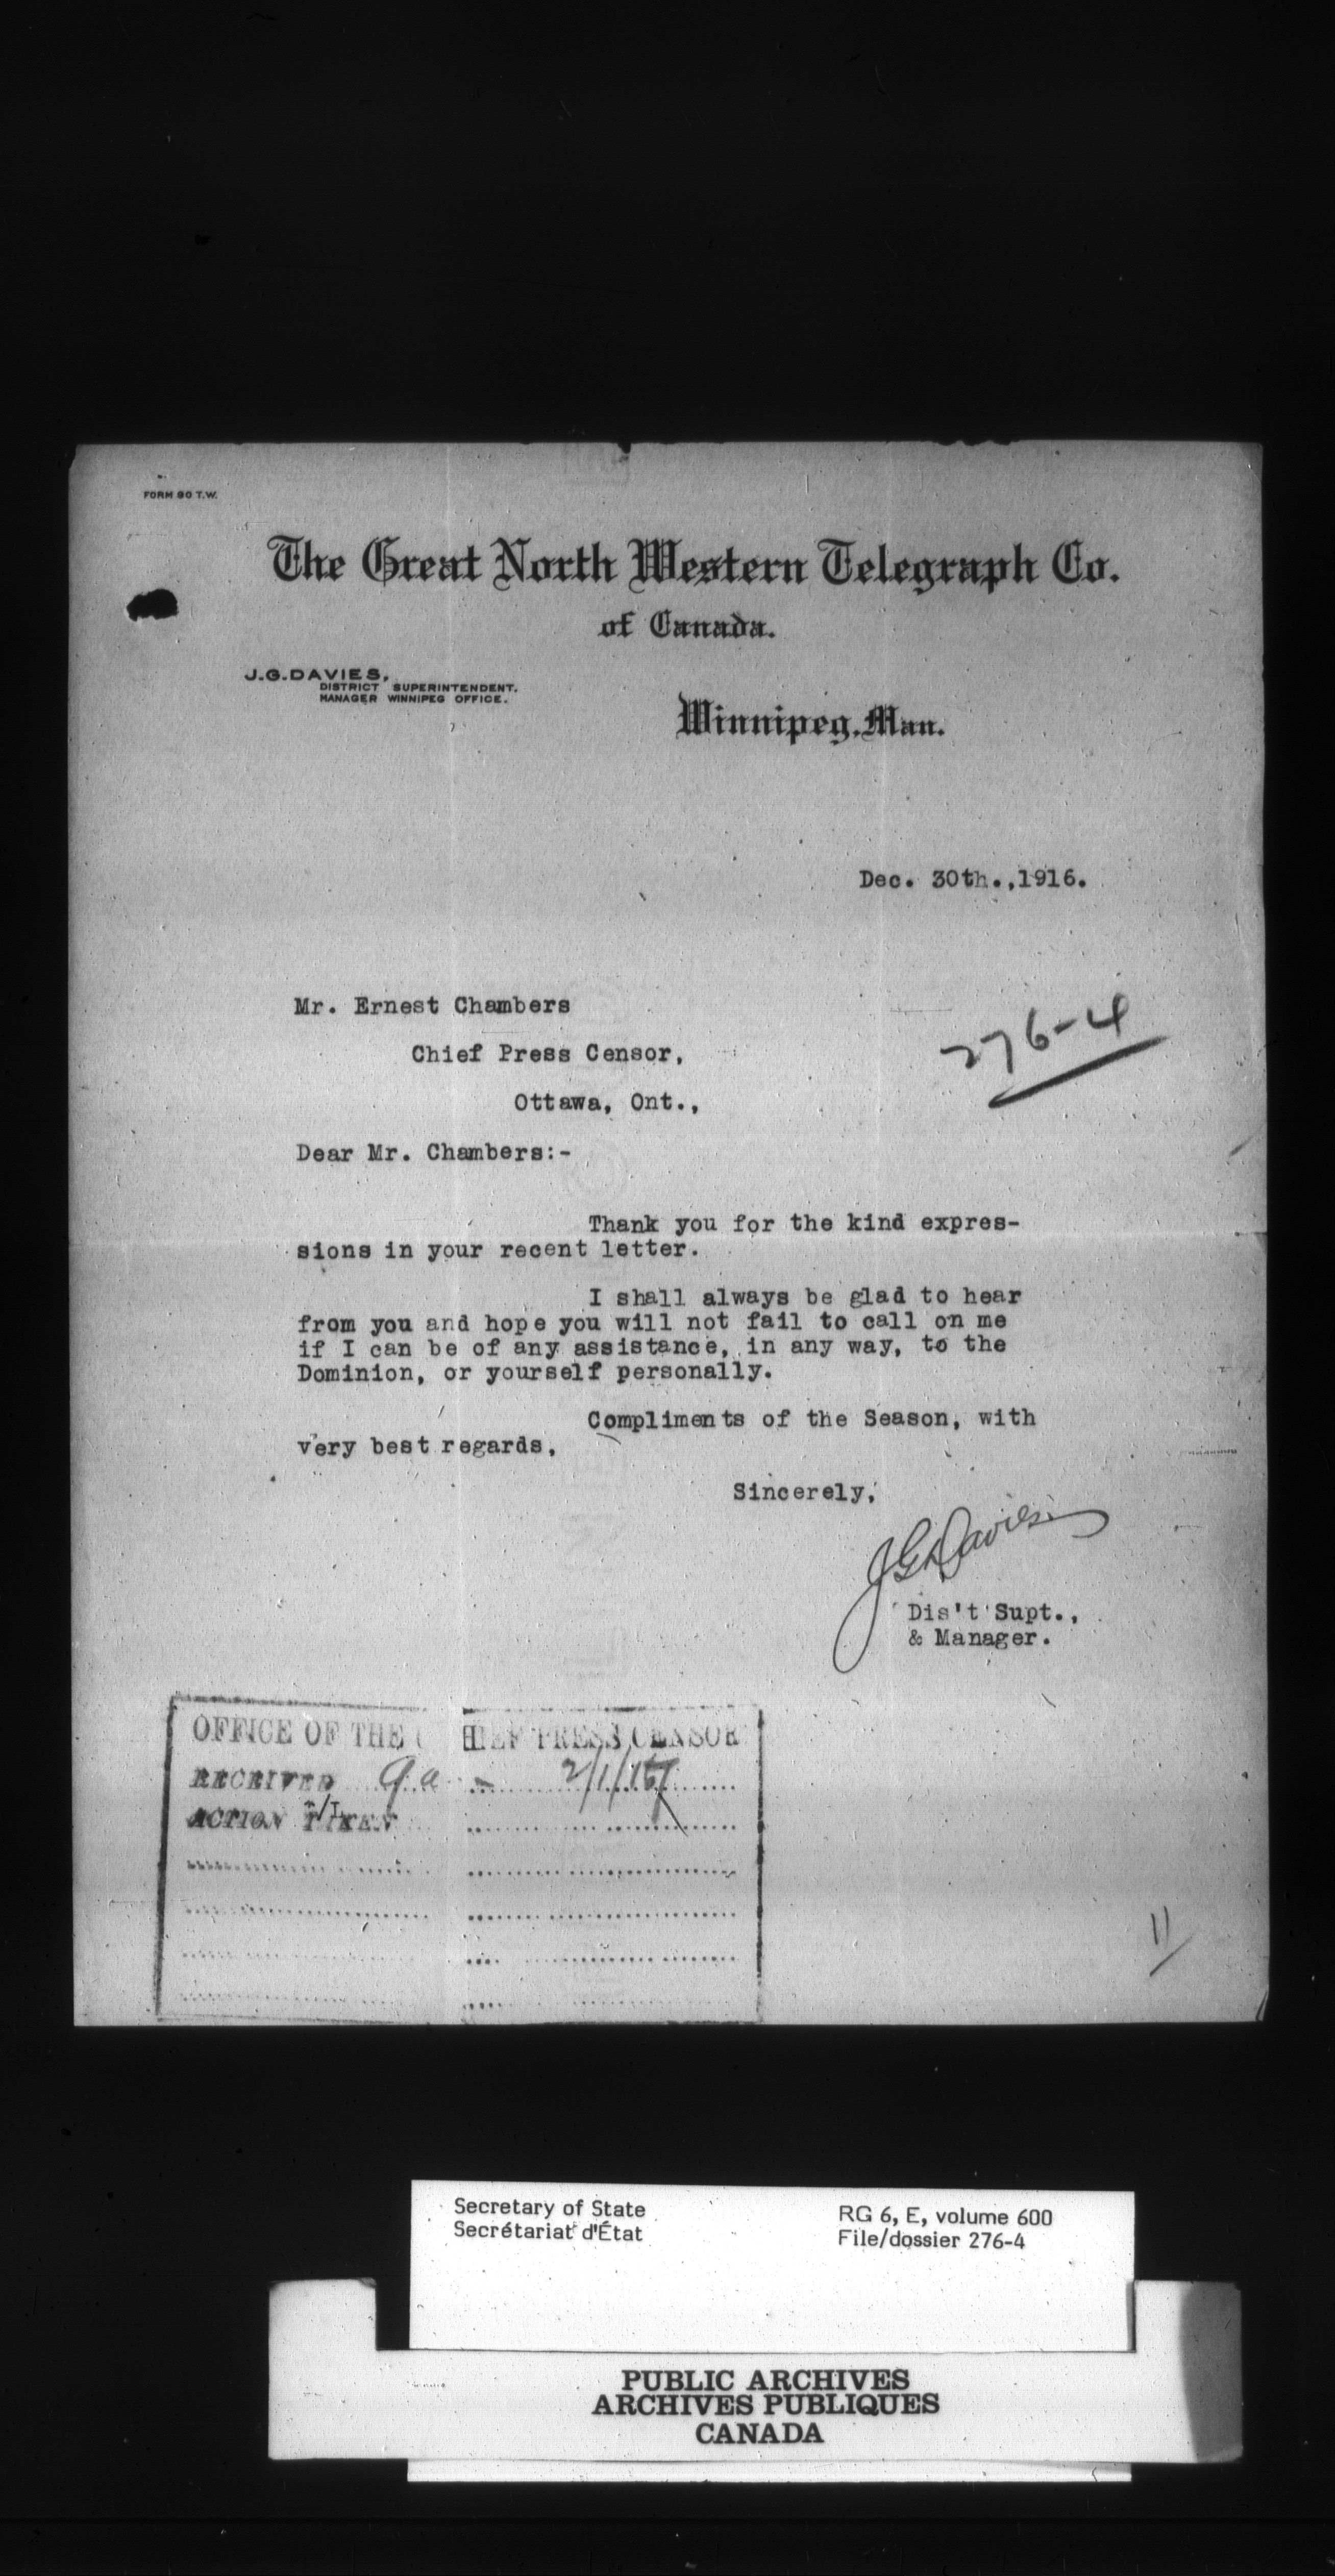 FORM 90 T.W.
The Great North Western Telegraph Co.
of Canada.
J.G.DAVIES,
DISTRICT SUPERINTENDENT.
MANAGER WINNIPEG OFFICE.
Winnipeg, Man.
Dec. 30th.,1916.
Mr. Ernest Chambers
276-4
Chief Press Censor,
Ottawa, Ont.,
Dear Mr. Chambers:-
Thank you for the kind expres-
sions in your recent letter.
I shall always be glad to hear
from you and hope you will not fail to call on me
if I can be of any assistance, in any way, to the
Dominion, or yourself personally.
Compliments of the Season, with
very best regards,
Sincerely,
JGDavies
Dis't Supt.,
& Manager.
OFFICE OF THE CHIEF PRESS CENSOR
RECEIVED 9 a 2/1/17
ACTION TAKEN
11
Secretary of State
Secrétariat d'État
RG 6, E, volume 600
File/dossier 276-4
PUBLIC ARCHIVES
ARCHIVES PUBLIQUES
CANADA